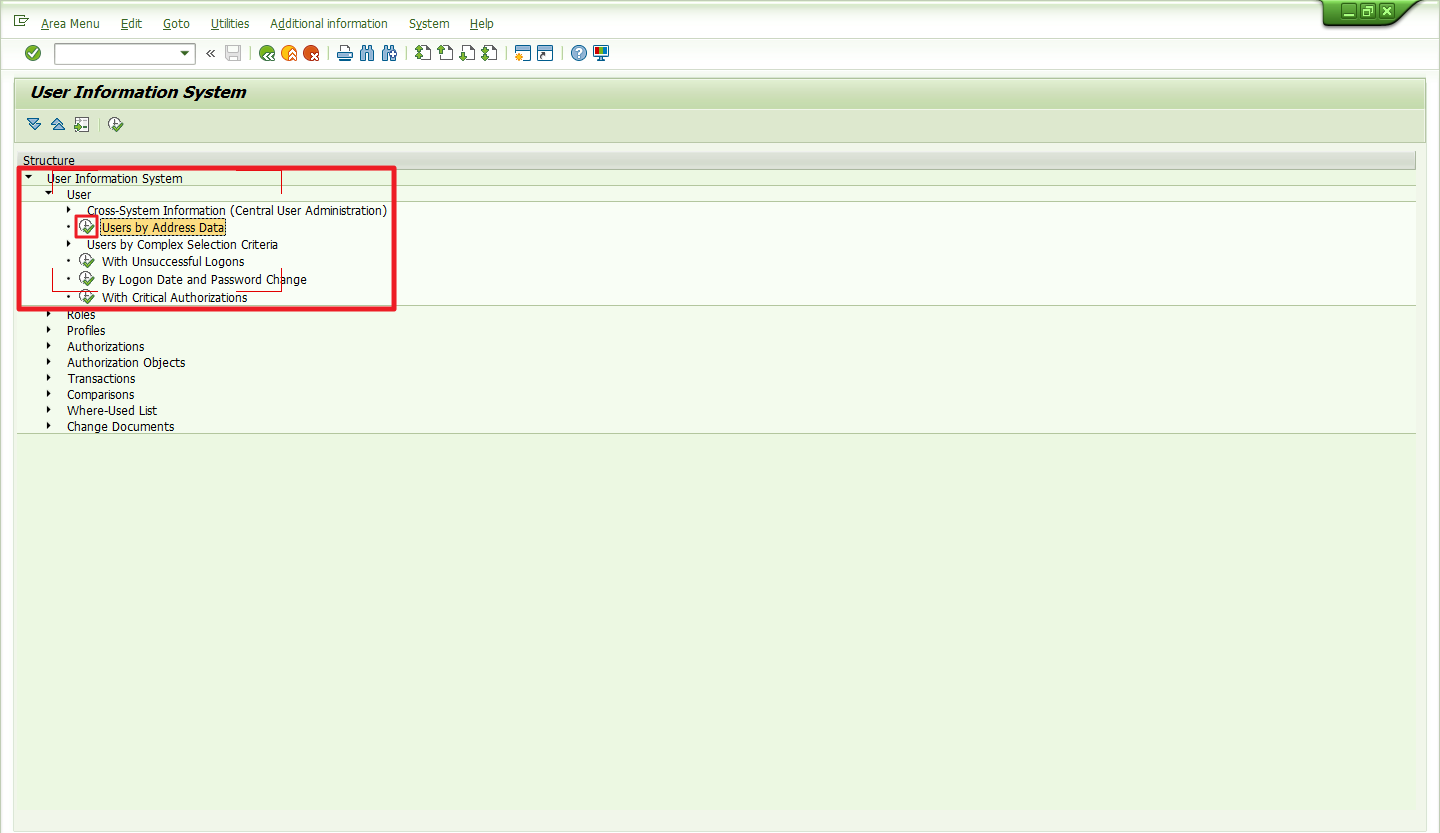 Area Menu Edit Goto Utilities Additional information System Help
User Information System
Structure
User Information System
User
Cross-System Information (Central User Administration)
Users by Address Data
Users by Complex Selection Criteria
With Unsuccessful Logons
By Logon Date and Password Change
With Critical Authorizations
Roles
Profiles
Authorizations
Authorization Objects
Transactions
Comparisons
Where-Used List
Change Documents